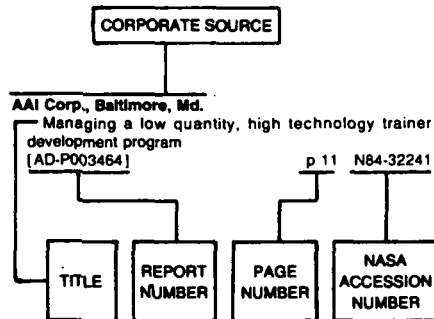 CORPORATE SOURCE
AAI Corp., Baltimore, Md.
Managing a low quantity, high technology trainer
development program
[AD-P003464] p 11 N84-32241
TITLE
REPORT
NUMBER
PAGE
NUMBER
NASA
ACCESSION
NUMBER